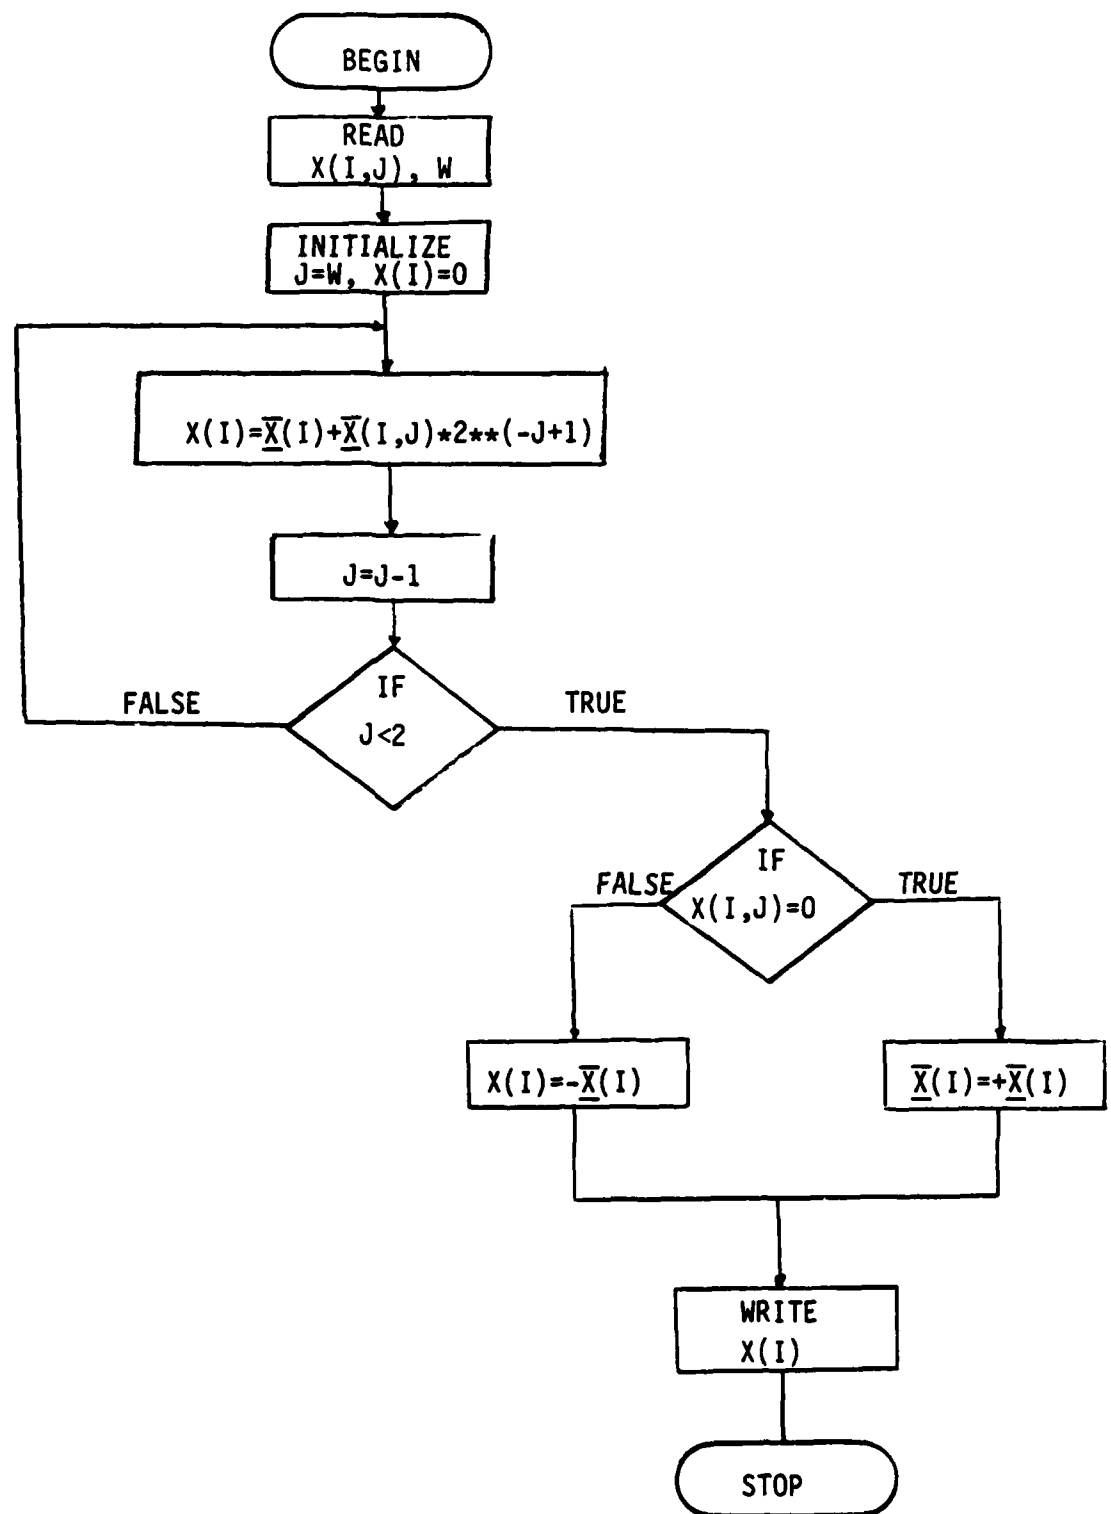 BEGIN
READ
X(I,J), W
INITIALIZE
J=W, X(I)=0
X(I)=X̲̅(I)+X̲̅(I,J)*2**(-J+1)
J=J-1
IF
J<2
FALSE
TRUE
IF
X(I,J)=0
FALSE
TRUE
X(I)=-X̲̅(I)
X̲̅(I)=+X̲̅(I)
WRITE
X(I)
STOP